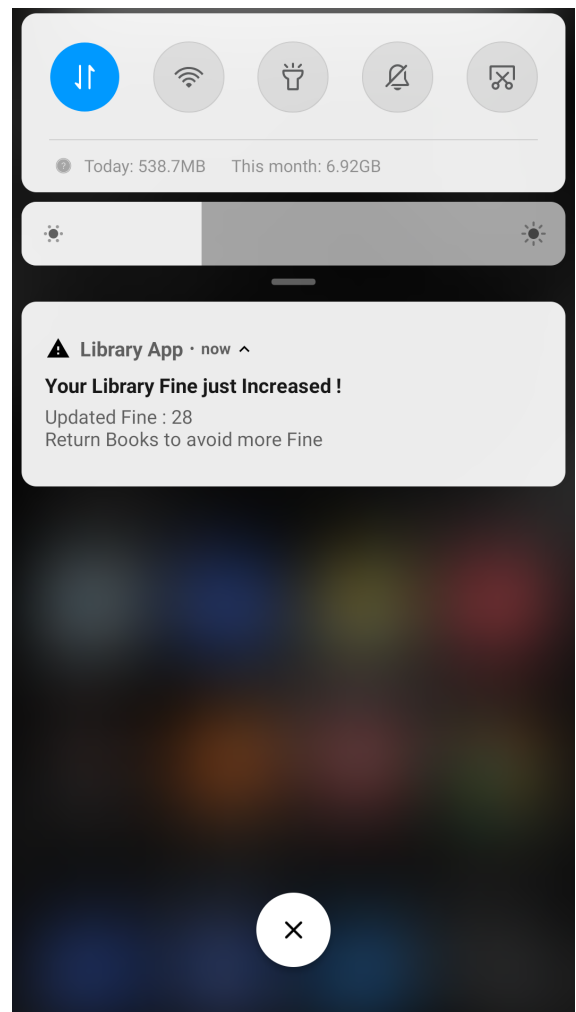 Today: 538.7MB This month: 6.92GB
Library App · now
Your Library Fine just Increased !
Updated Fine : 28
Return Books to avoid more Fine